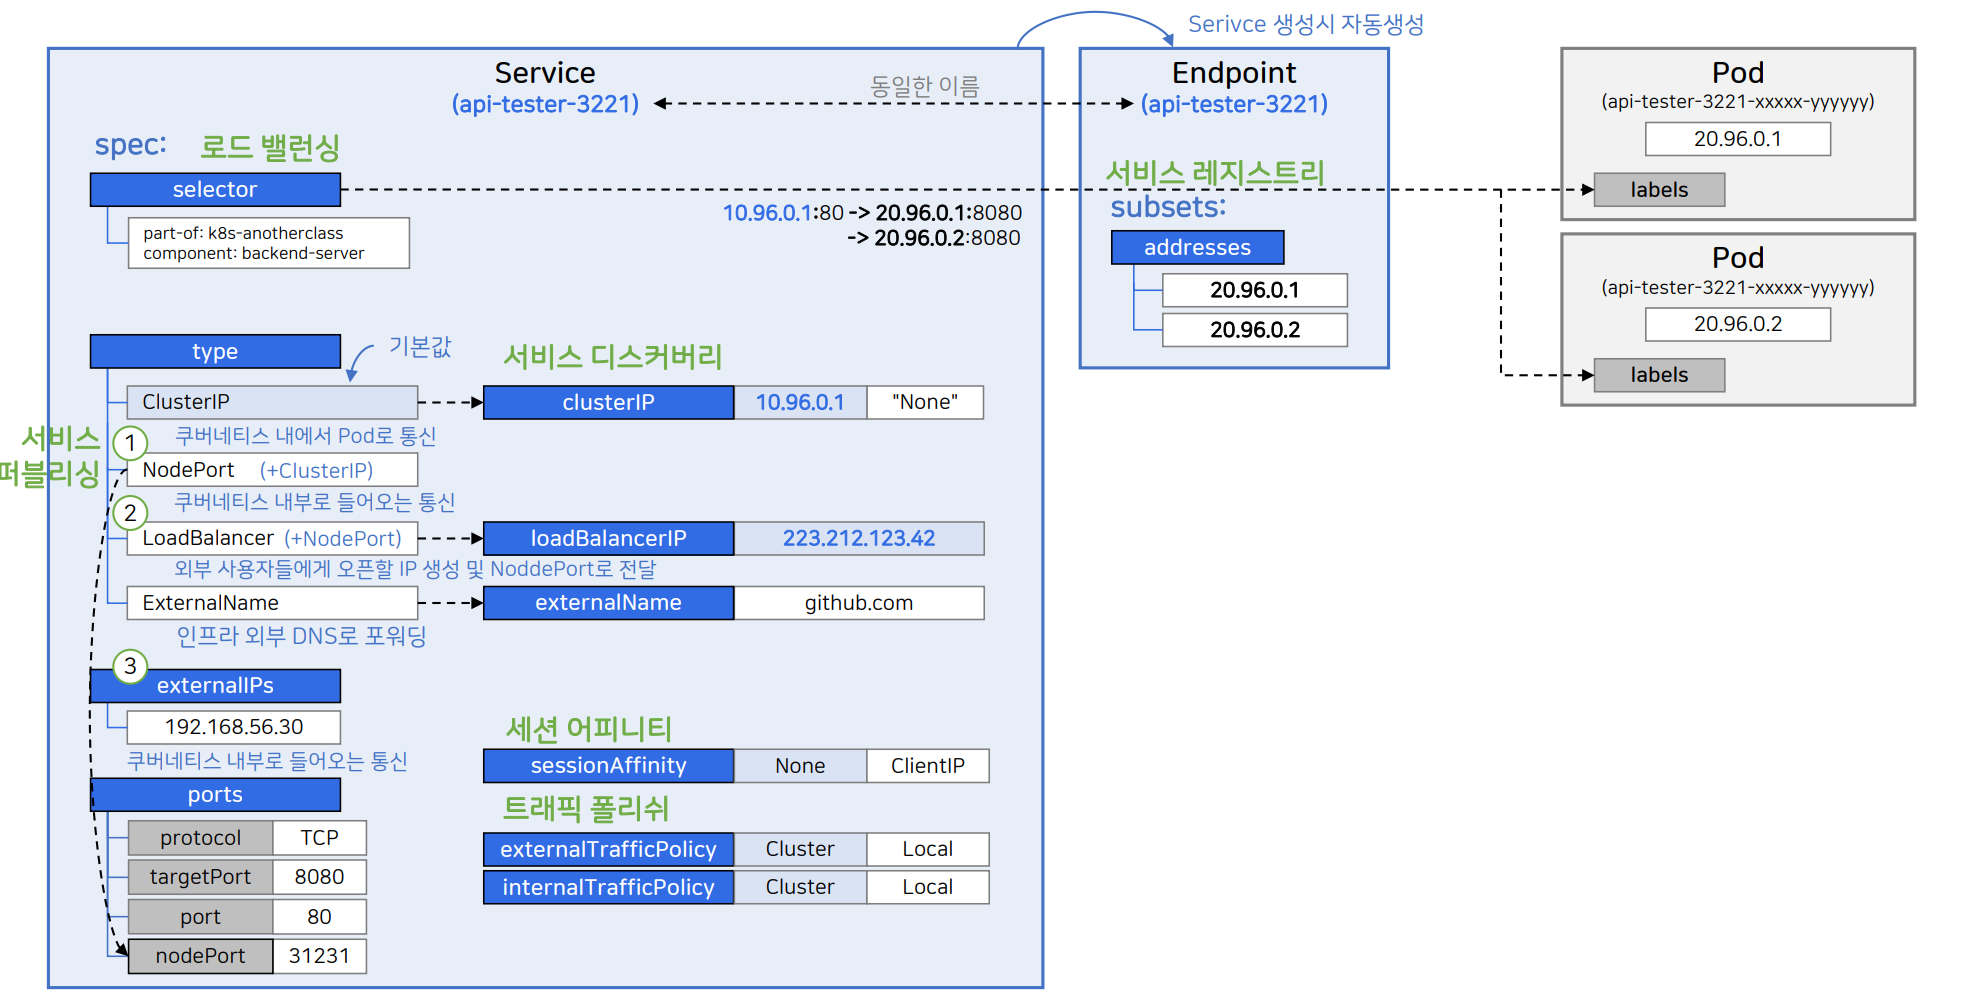 Serivce 생성시 자동생성
Service
(api-tester-3221)
동일한 이름
Endpoint
(api-tester-3221)
Pod
(api-tester-3221-xxxxx-yyyyyy)
20.96.0.1
labels
spec:
로드 밸런싱
selector
part-of: k8s-anotherclass
component: backend-server
10.96.0.1:80 -> 20.96.0.1:8080
-> 20.96.0.2:8080
서비스 레지스트리
subsets:
addresses
20.96.0.1
20.96.0.2
Pod
(api-tester-3221-xxxxx-yyyyyy)
20.96.0.2
labels
type
기본값
서비스 디스커버리
ClusterIP
clusterIP
10.96.0.1
"None"
쿠버네티스 내에서 Pod로 통신
서비스
퍼블리싱
1
NodePort (+ClusterIP)
쿠버네티스 내부로 들어오는 통신
2
LoadBalancer (+NodePort)
loadBalancerIP
223.212.123.42
외부 사용자들에게 오픈할 IP 생성 및 NoddePort로 전달
ExternalName
externalName
github.com
인프라 외부 DNS로 포워딩
3
externalIPs
192.168.56.30
쿠버네티스 내부로 들어오는 통신
세션 어피니티
sessionAffinity
None
ClientIP
트래픽 폴리쉬
externalTrafficPolicy
Cluster
Local
internalTrafficPolicy
Cluster
Local
ports
protocol
TCP
targetPort
8080
port
80
nodePort
31231